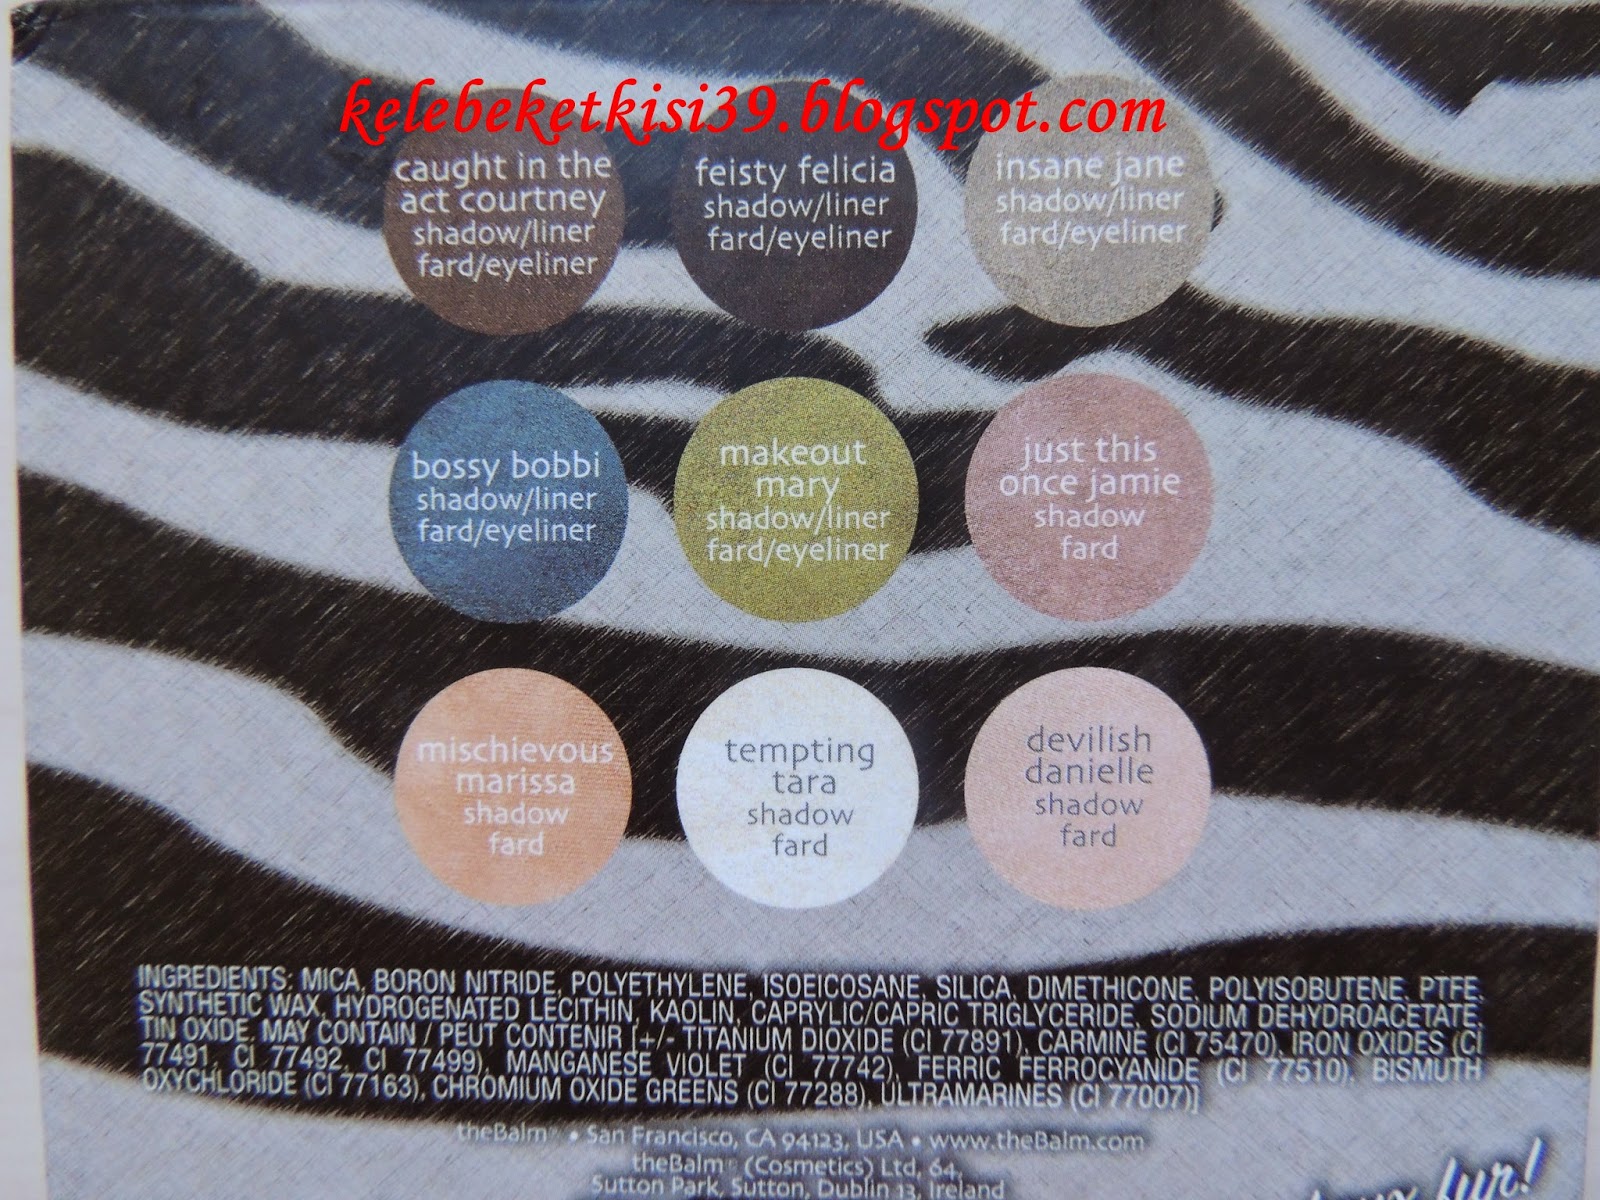 kelebeketkisi39.blogspot.com
caught in the
act courtney
shadow/liner
fard/eyeliner
feisty felicia
shadow/liner
fard/eyeliner
insane jane
shadow/liner
fard/eyeliner
bossy bobbi
shadow/liner
fard/eyeliner
makeout
mary
shadow/liner
fard/eyeliner
just this
once jamie
shadow
fard
mischievous
marissa
shadow
fard
tempting
tara
shadow
fard
devilish
danielle
shadow
fard
INGREDIENTS: MICA, BORON NITRIDE, POLYETHYLENE, ISOEICOSANE, SILICA, DIMETHICONE, POLYISOBUTENE, PTFE,
SYNTHETIC WAX, HYDROGENATED LECITHIN, KAOLIN, CAPRYLIC/CAPRIC TRIGLYCERIDE, SODIUM DEHYDROACETATE,
TIN OXIDE. MAY CONTAIN / PEUT CONTENIR [+/- TITANIUM DIOXIDE (CI 77891), CARMINE (CI 75470), IRON OXIDES (CI
77491, CI 77492, CI 77499), MANGANESE VIOLET (CI 77742), FERRIC FERROCYANIDE (CI 77510), BISMUTH
OXYCHLORIDE (CI 77163), CHROMIUM OXIDE GREENS (CI 77288), ULTRAMARINES (CI 77007)]
theBalm® • San Francisco, CA 94123, USA • www.theBalm.com
theBalm® (Cosmetics) Ltd, 64,
Sutton Park, Sutton, Dublin 13, Ireland